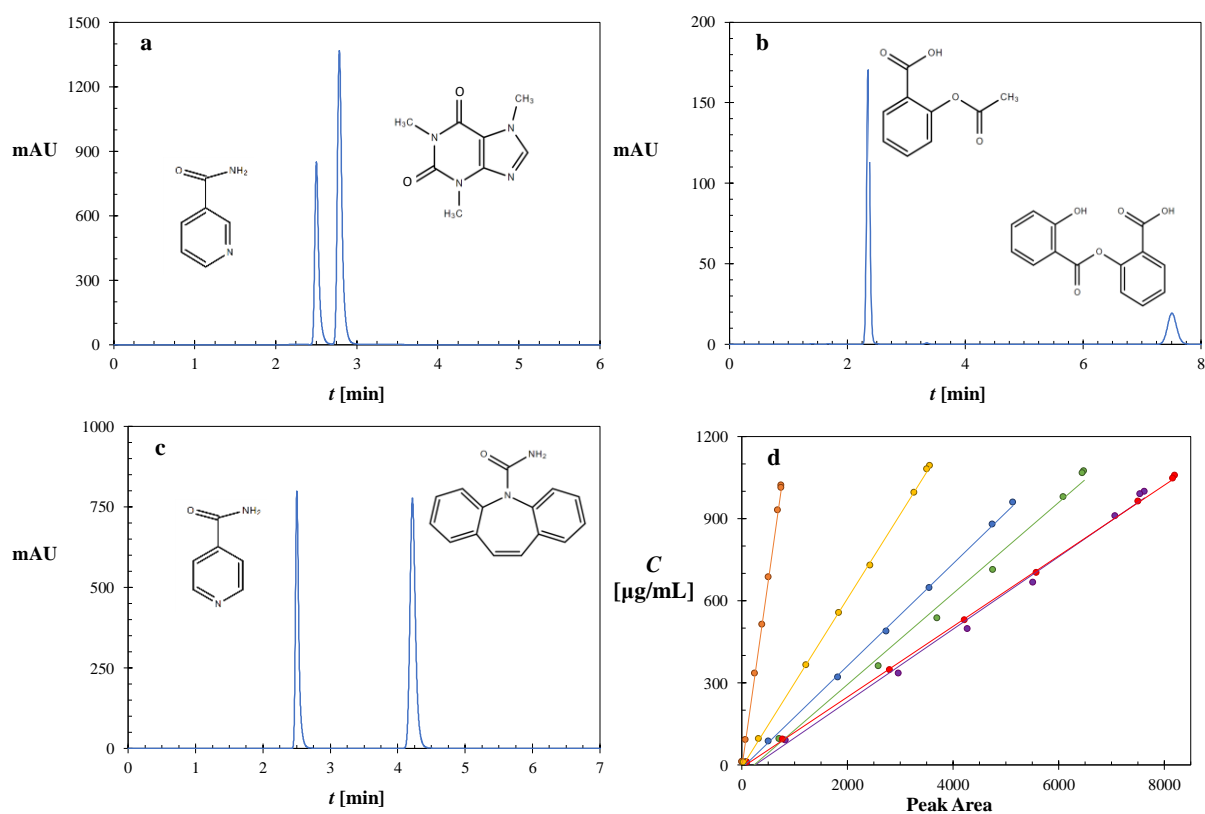 a
mAU
1500
1200
900
600
300
0
O
NH₂
N
O
CH₃
H₃C
N
N
O
N
N
CH₃
0 1 2 3 4 5 6
t [min]
b
mAU
200
150
100
50
0
O
OH
O
CH₃
O
OH
O
OH
O
O
0 2 4 6 8
t [min]
c
mAU
1000
750
500
250
0
O
NH₂
N
O
NH₂
N
0 1 2 3 4 5 6 7
t [min]
d
C
[µg/mL]
1200
900
600
300
0
0 2000 4000 6000 8000
Peak Area